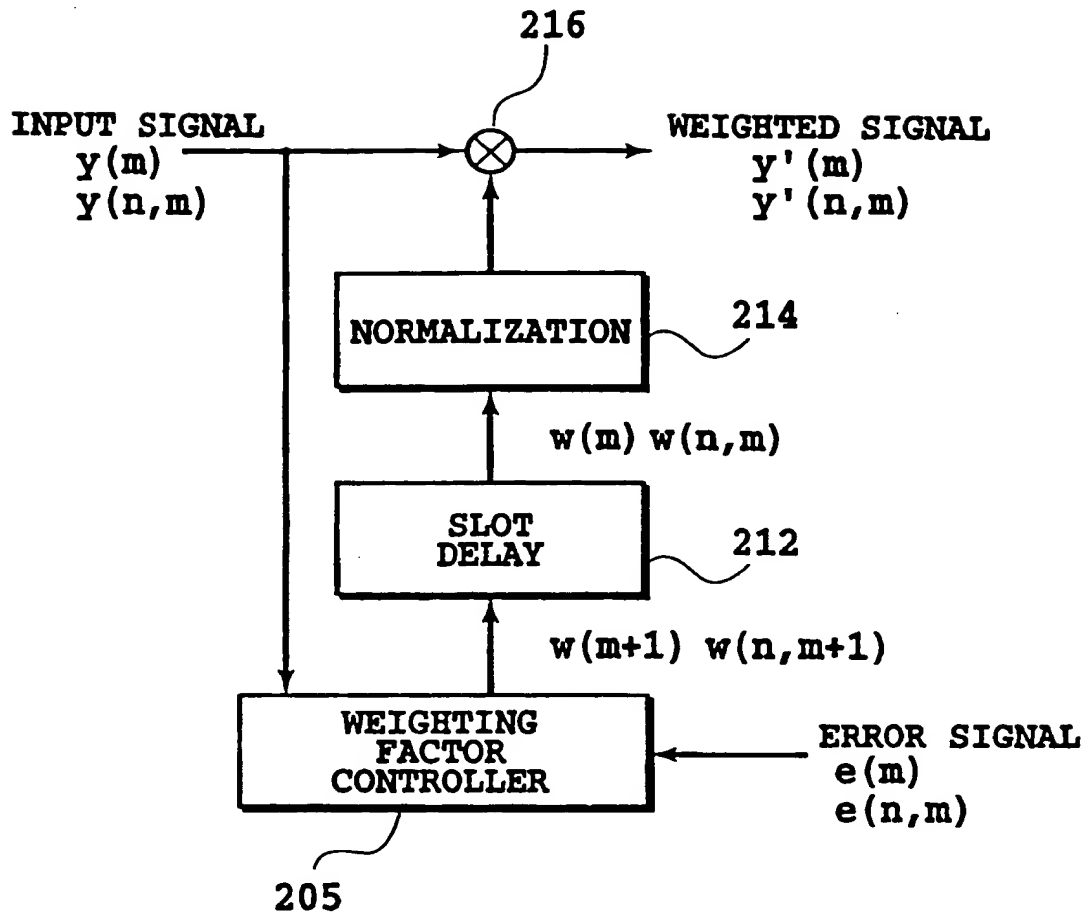 216
INPUT SIGNAL
y(m)
y(n,m)
WEIGHTED SIGNAL
y'(m)
y'(n,m)
NORMALIZATION
214
w(m) w(n,m)
SLOT
DELAY
212
w(m+1) w(n,m+1)
WEIGHTING
FACTOR
CONTROLLER
ERROR SIGNAL
e(m)
e(n,m)
205